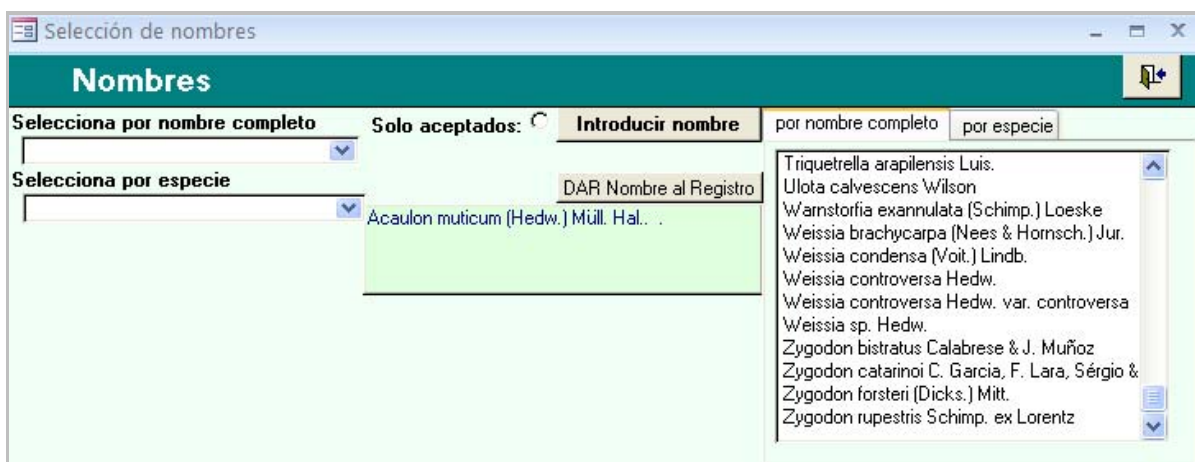 Selección de nombres
Nombres
Selecciona por nombre completo
Solo aceptados:
Introducir nombre
Selecciona por especie
DAR Nombre al Registro
Acaulon muticum (Hedw.) Müll. Hal.. .
por nombre completo
por especie
Triquetrella arapilensis Luis.
Ulota calvescens Wilson
Warnstorfia exannulata (Schimp.) Loeske
Weissia brachycarpa (Nees & Hornsch.) Jur.
Weissia condensa (Voit.) Lindb.
Weissia controversa Hedw.
Weissia controversa Hedw. var. controversa
Weissia sp. Hedw.
Zygodon bistratus Calabrese & J. Muñoz
Zygodon catarinoi C. Garcia, F. Lara, Sérgio &
Zygodon forsteri (Dicks.) Mitt.
Zygodon rupestris Schimp. ex Lorentz